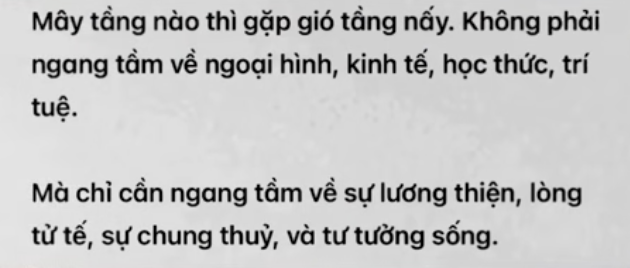 Mây tầng nào thì gặp gió tầng nấy. Không phải
ngang tầm về ngoại hình, kinh tế, học thức, trí
tuệ.
Mà chỉ cần ngang tầm về sự lương thiện, lòng
tử tế, sự chung thuỷ, và tư tưởng sống.